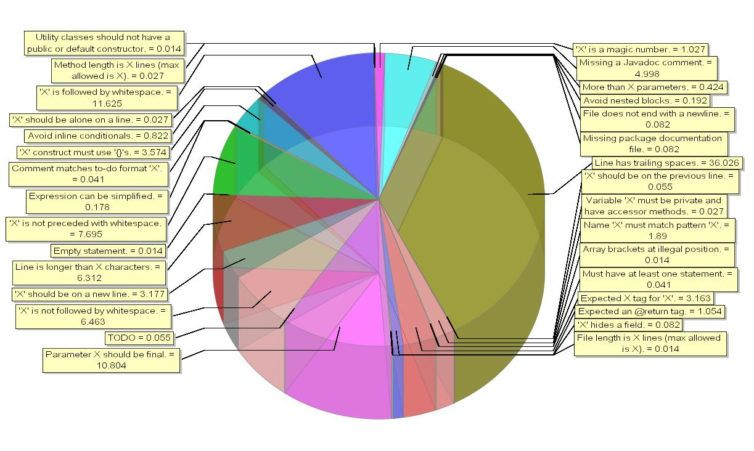 Utility classes should not have a
public or default constructor. = 0.014
Method length is X lines (max
allowed is X). = 0.027
'X' is followed by whitespace. =
11.625
'X' should be alone on a line. = 0.027
Avoid inline conditionals. = 0.822
'X' construct must use '{}'s. = 3.574
Comment matches to-do format 'X'.
= 0.041
Expression can be simplified. =
0.178
'X' is not preceded with whitespace.
= 7.695
Empty statement. = 0.014
Line is longer than X characters. =
6.312
'X' should be on a new line. = 3.177
'X' is not followed by whitespace. =
6.463
TODO = 0.055
Parameter X should be final. =
10.804
'X' is a magic number. = 1.027
Missing a Javadoc comment. =
4.998
More than X parameters. = 0.424
Avoid nested blocks. = 0.192
File does not end with a newline. =
0.082
Missing package documentation
file. = 0.082
Line has trailing spaces. = 36.026
'X' should be on the previous line. =
0.055
Variable 'X' must be private and
have accessor methods. = 0.027
Name 'X' must match pattern 'X'. =
1.89
Array brackets at illegal position. =
0.014
Must have at least one statement. =
0.041
Expected X tag for 'X'. = 3.163
Expected an @return tag. = 1.054
'X' hides a field. = 0.082
File length is X lines (max allowed
is X). = 0.014